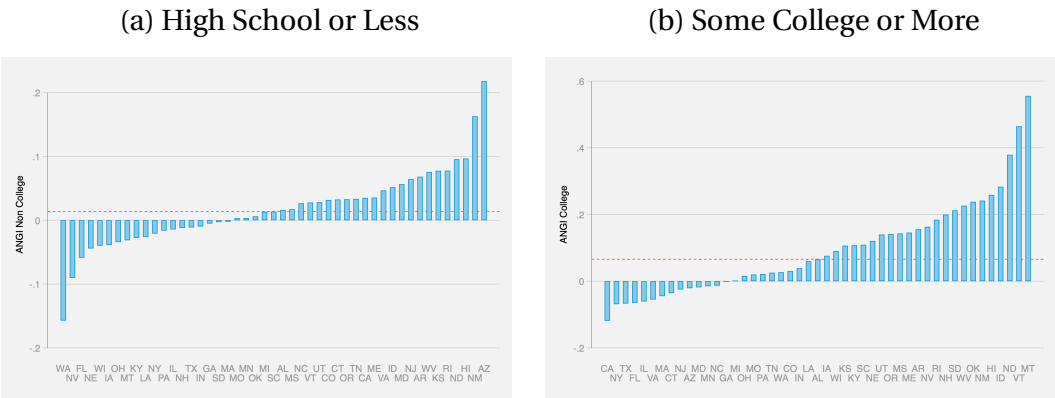 (a) High School or Less
.2
.1
0
-.1
-.2
ANGI Non College
WA FL WI OH KY NY IL TX GA MA MN MI AL NC UT CT TN ME VA NJ WV RI HI AZ
NV NE IA MT LA PA NH IN SD MO OK SC MS VT CO OR CA MD AR KS ND NM
(b) Some College or More
.6
.4
.2
0
-.2
ANGI College
CA TX IL MA NJ MD NC MI MO TN CO LA IA KS SC UT MS AR RI SD OK HI ND MT
NY FL VA CT AZ MN GA OH PA WA IN AL WI KY NE OR ME NV NH WV NM ID VT